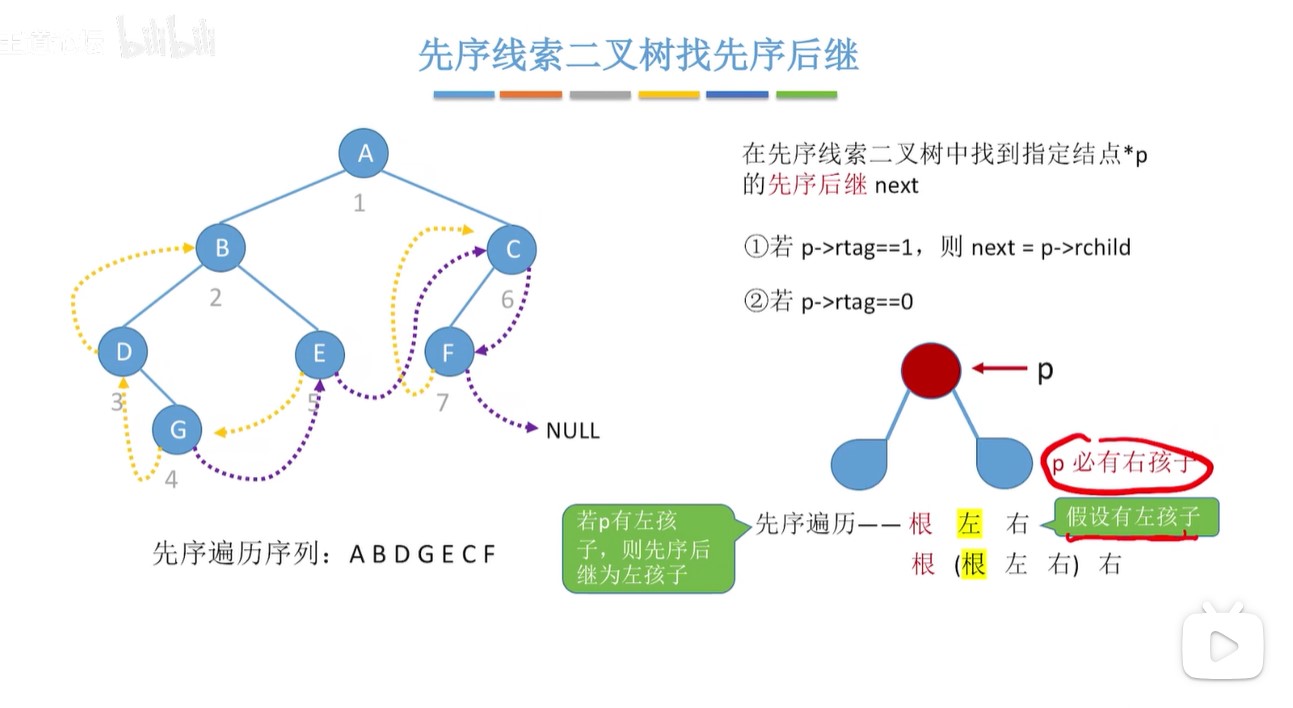 bilibili
先序线索二叉树找先序后继
A
1
B
2
C
6
D
3
E
5
F
7
G
4
NULL
先序遍历序列：A B D G E C F
在先序线索二叉树中找到指定结点*p
的先序后继 next
①若 p->rtag==1，则 next = p->rchild
②若 p->rtag==0
p
p 必有右孩子
若p有左孩
子，则先序后
继为左孩子
先序遍历—— 根 左 右
假设有左孩子
根 (根 左 右) 右